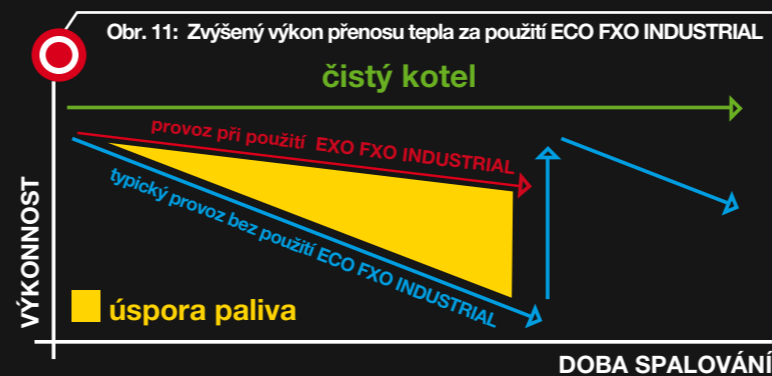 Obr. 11: Zvýšený výkon přenosu tepla za použití ECO FXO INDUSTRIAL
čistý kotel
provoz při použití EXO FXO INDUSTRIAL
typický provoz bez použití ECO FXO INDUSTRIAL
VÝKONNOST
úspora paliva
DOBA SPALOVÁNÍ